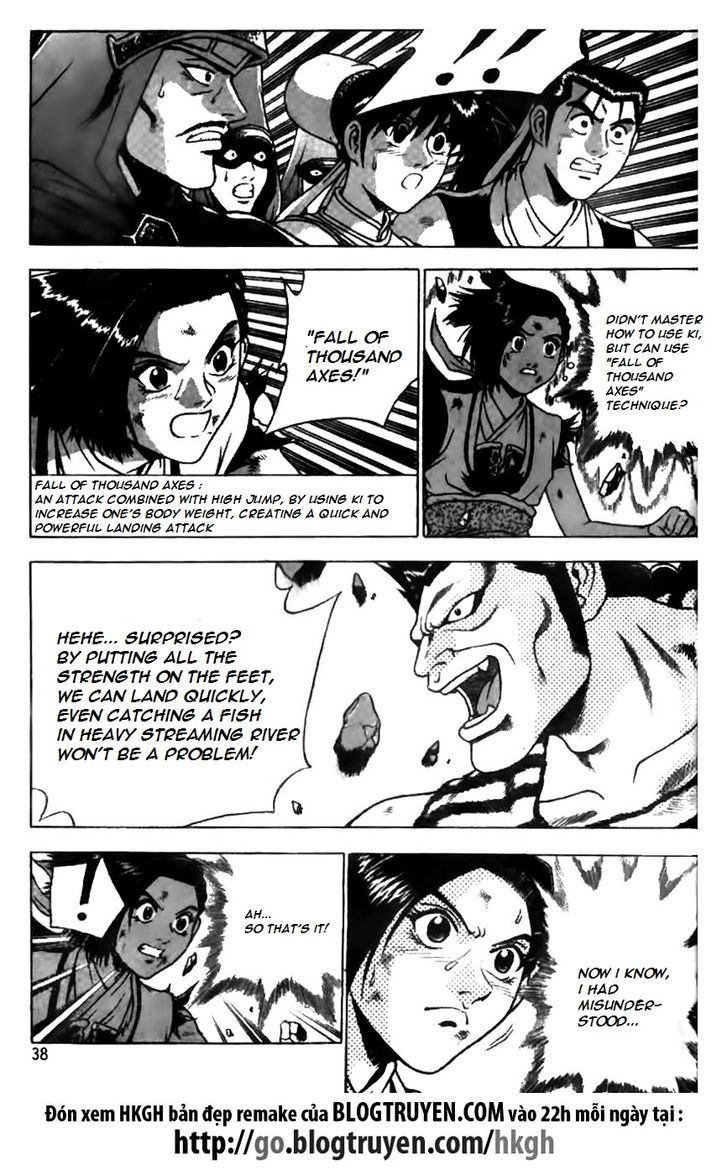 "FALL OF
THOUSAND
AXES!"
DIDN'T MASTER
HOW TO USE KI,
BUT CAN USE
"FALL OF
THOUSAND
AXES"
TECHNIQUE?
FALL OF THOUSAND AXES :
AN ATTACK COMBINED WITH HIGH JUMP, BY USING KI TO
INCREASE ONE'S BODY WEIGHT, CREATING A QUICK AND
POWERFUL LANDING ATTACK
HEHE... SURPRISED?
BY PUTTING ALL THE
STRENGTH ON THE FEET,
WE CAN LAND QUICKLY,
EVEN CATCHING A FISH
IN HEAVY STREAMING RIVER
WON'T BE A PROBLEM!
!
AH...
SO THAT'S IT!
NOW I KNOW,
I HAD
MISUNDER-
STOOD...
38
Đón xem HKGH bản đẹp remake của BLOGTRUYEN.COM vào 22h mỗi ngày tại :
http://go.blogtruyen.com/hkgh